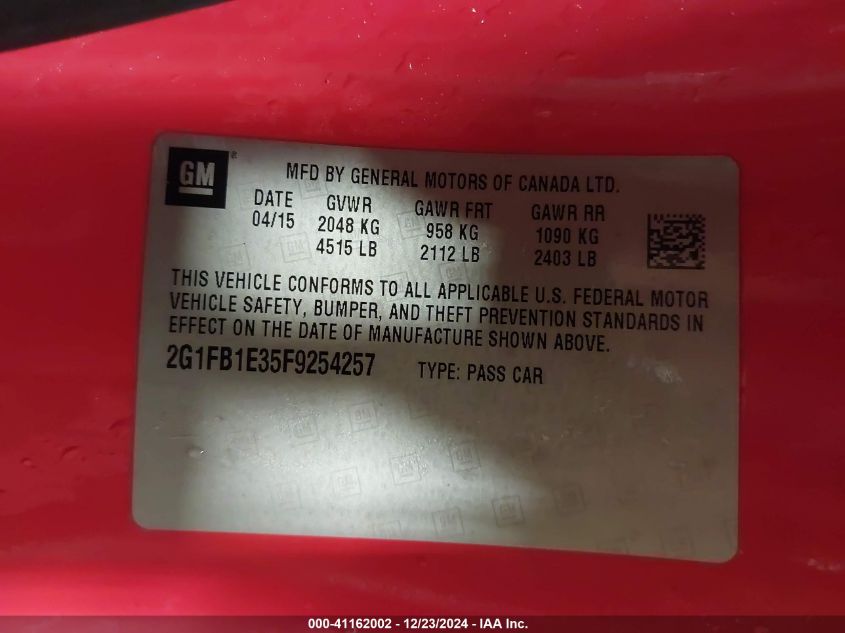 GM ®
MFD BY GENERAL MOTORS OF CANADA LTD.
DATE GVWR GAWR FRT GAWR RR
04/15 2048 KG 958 KG 1090 KG
4515 LB 2112 LB 2403 LB
THIS VEHICLE CONFORMS TO ALL APPLICABLE U.S. FEDERAL MOTOR
VEHICLE SAFETY, BUMPER, AND THEFT PREVENTION STANDARDS IN
EFFECT ON THE DATE OF MANUFACTURE SHOWN ABOVE.
2G1FB1E35F9254257 TYPE: PASS CAR
000-41162002 - 12/23/2024 - IAA Inc.